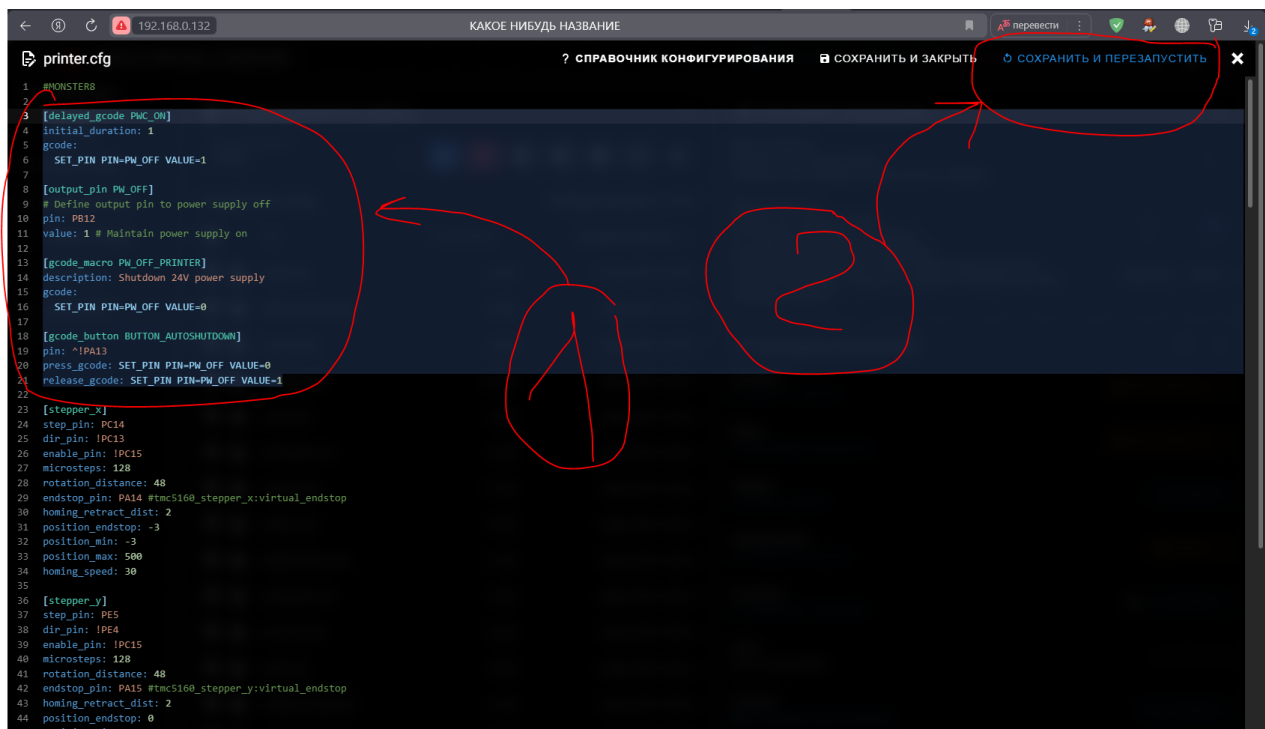 192.168.0.132
КАКОЕ НИБУДЬ НАЗВАНИЕ
перевести
printer.cfg
? СПРАВОЧНИК КОНФИГУРИРОВАНИЯ
СОХРАНИТЬ И ЗАКРЫТЬ
СОХРАНИТЬ И ПЕРЕЗАПУСТИТЬ
1 #MONSTER8
2
3 [delayed_gcode PWC_ON]
4 initial_duration: 1
5 gcode:
6 SET_PIN PIN=PW_OFF VALUE=1
7
8 [output_pin PW_OFF]
9 # Define output pin to power supply off
10 pin: PB12
11 value: 1 # Maintain power supply on
12
13 [gcode_macro PW_OFF_PRINTER]
14 description: Shutdown 24V power supply
15 gcode:
16 SET_PIN PIN=PW_OFF VALUE=0
17
18 [gcode_button BUTTON_AUTOSHUTDOWN]
19 pin: ^!PA13
20 press_gcode: SET_PIN PIN=PW_OFF VALUE=0
21 release_gcode: SET_PIN PIN=PW_OFF VALUE=1
22
23 [stepper_x]
24 step_pin: PC14
25 dir_pin: !PC13
26 enable_pin: !PC15
27 microsteps: 128
28 rotation_distance: 48
29 endstop_pin: PA14 #tmc5160_stepper_x:virtual_endstop
30 homing_retract_dist: 2
31 position_endstop: -3
32 position_min: -3
33 position_max: 500
34 homing_speed: 30
35
36 [stepper_y]
37 step_pin: PE5
38 dir_pin: !PE4
39 enable_pin: !PC15
40 microsteps: 128
41 rotation_distance: 48
42 endstop_pin: PA15 #tmc5160_stepper_y:virtual_endstop
43 homing_retract_dist: 2
44 position_endstop: 0
1
2